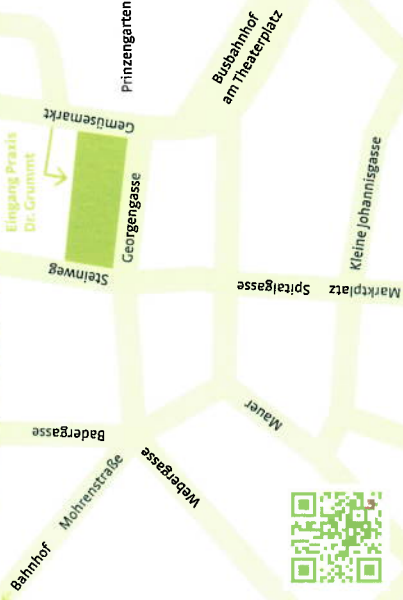 Prinzengarten
Busbahnhof
am Theaterplatz
Gemüsemarkt
Eingang Praxis
Dr. Grummt
Georgengasse
Kleine Johannisgasse
Steinweg
Spitalgasse
Marktplatz
Mauer
Badergasse
Webergasse
Mohrenstraße
Bahnhof